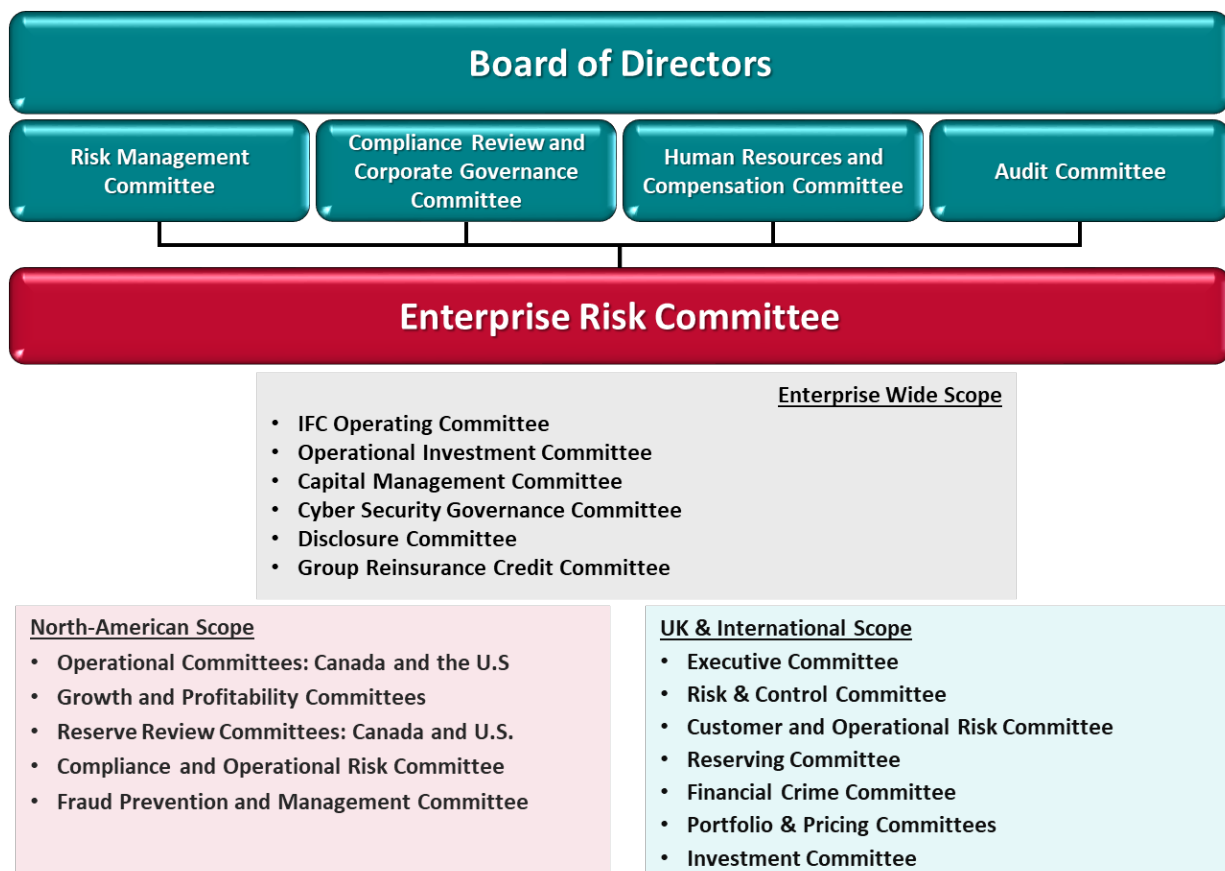 Board of Directors
Risk Management
Committee
Compliance Review and
Corporate Governance
Committee
Human Resources and
Compensation Committee
Audit Committee
Enterprise Risk Committee
Enterprise Wide Scope
• IFC Operating Committee
• Operational Investment Committee
• Capital Management Committee
• Cyber Security Governance Committee
• Disclosure Committee
• Group Reinsurance Credit Committee
North-American Scope
• Operational Committees: Canada and the U.S
• Growth and Profitability Committees
• Reserve Review Committees: Canada and U.S.
• Compliance and Operational Risk Committee
• Fraud Prevention and Management Committee
UK & International Scope
• Executive Committee
• Risk & Control Committee
• Customer and Operational Risk Committee
• Reserving Committee
• Financial Crime Committee
• Portfolio & Pricing Committees
• Investment Committee